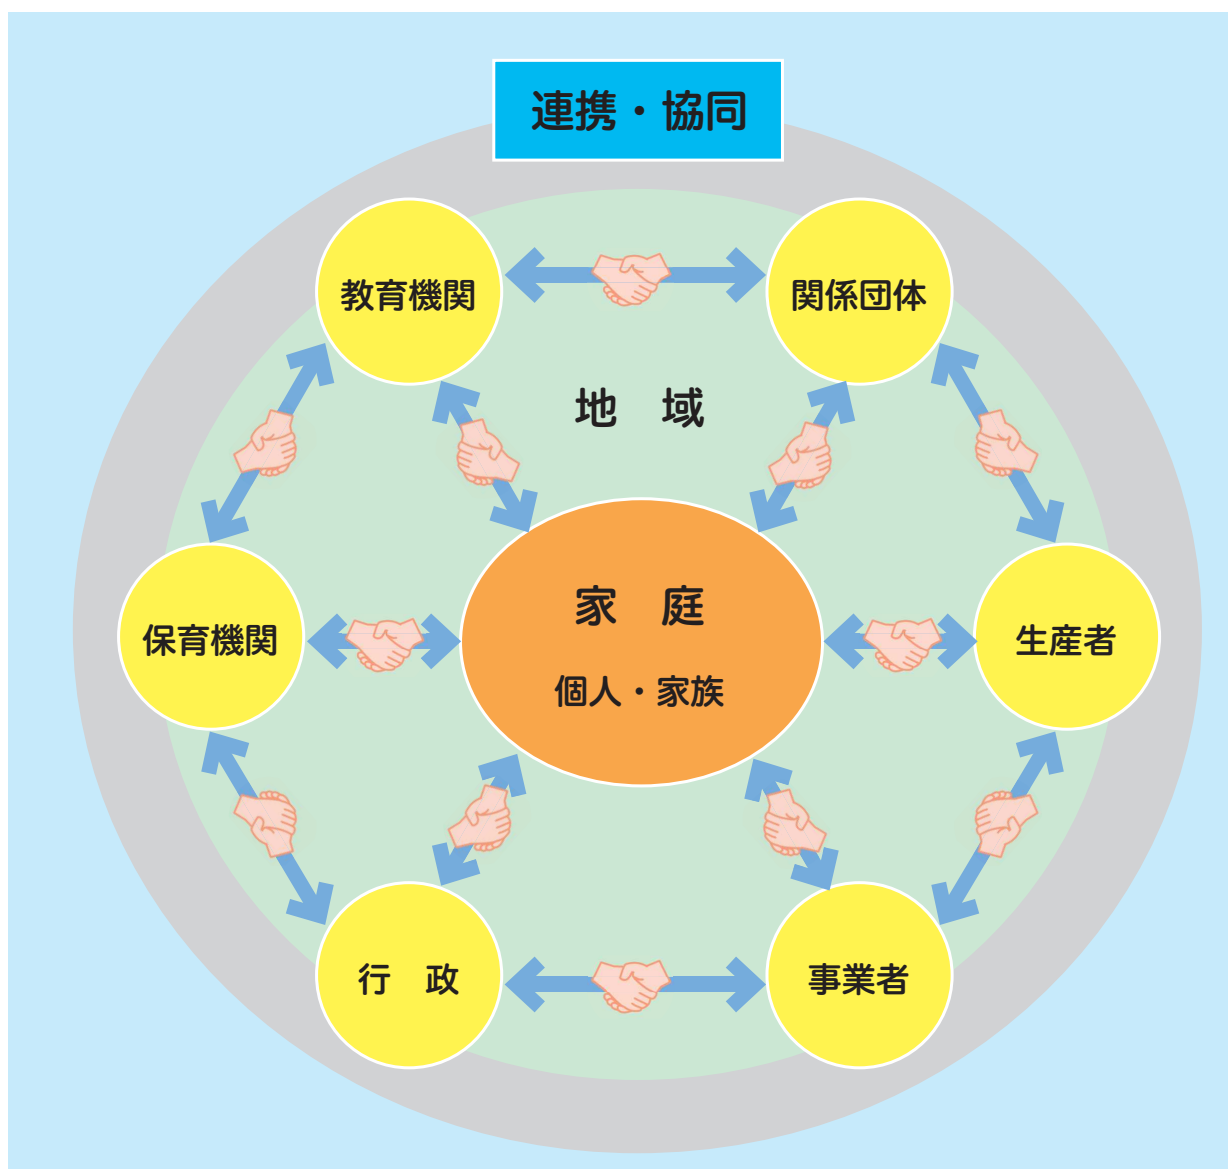 連携・協同
教育機関
関係団体
地　域
家　庭
個人・家族
保育機関
生産者
行　政
事業者